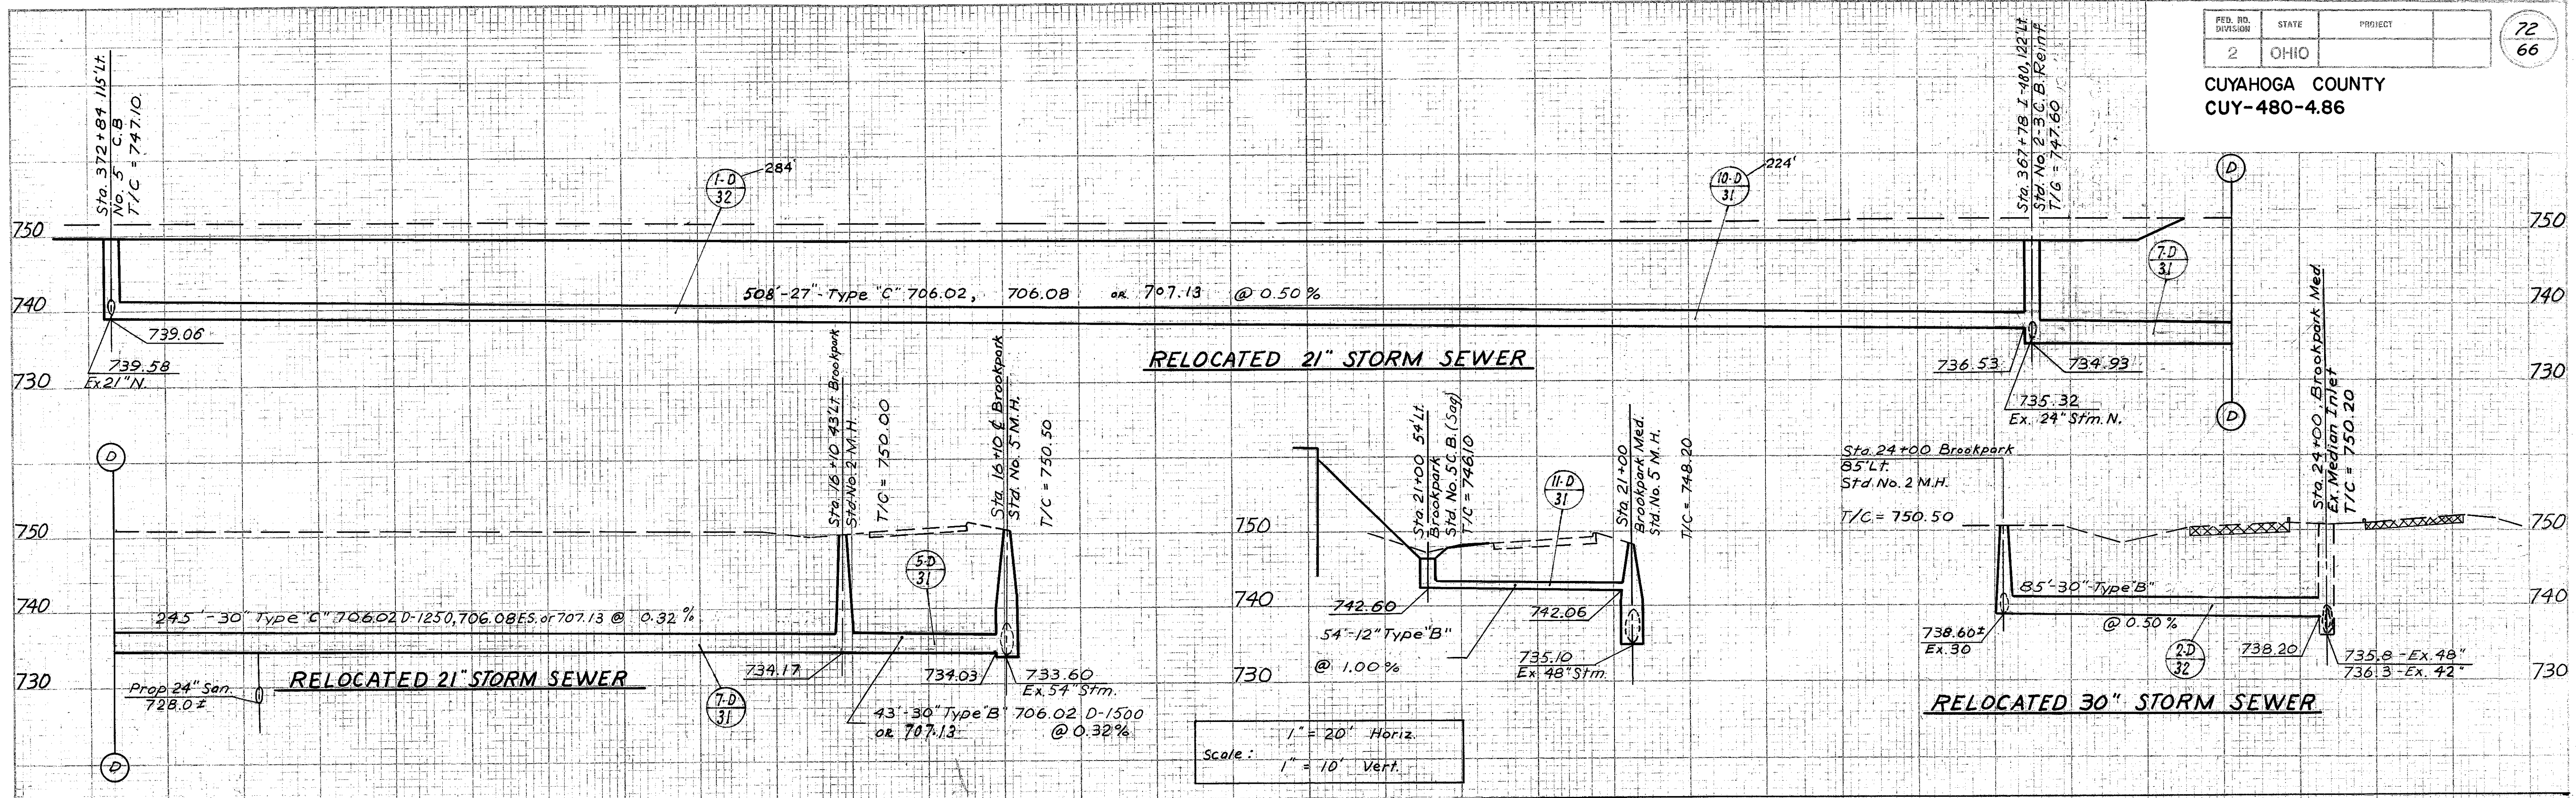 FED. RD. DIVISION STATE PROJECT
2 OHIO
72
66
CUYAHOGA COUNTY
CUY-480-4.86
Sta. 372+84 115'Lt.
No. 5 C.B
T/C = 747.10
1-D
32
284'
10-D
31
224'
Sta. 367+78 I-480, 122'Lt.
Std. No. 2-3 C.B. Reinf.
T/G = 747.60
D
7-D
31
750
740
730
750
740
730
508'-27"-Type "C" 706.02, 706.08 OR 707.13 @ 0.50%
739.06
739.58
Ex. 21" N.
RELOCATED 21" STORM SEWER
736.53
734.93
735.32
Ex. 24" Stm. N.
D
D
750
740
730
Sta. 16+10 43'Lt. Brookpark
Std. No. 2 M.H.
T/C = 750.00
Sta. 16+10 ℄ Brookpark
Std. No. 5 M.H.
T/C = 750.50
5-D
31
245'-30" Type "C" 706.02 D-1250, 706.08 ES. or 707.13 @ 0.32%
RELOCATED 21" STORM SEWER
Prop 24" San.
728.0±
7-D
31
734.17
734.03
733.60
Ex. 54" Stm.
43'-30" Type "B" 706.02 D-1500
OR 707.13 @ 0.32%
D
750
740
730
Sta. 21+00 54'Lt.
Brookpark
Std. No. 5 C.B. (Sag)
T/C = 746.10
11-D
31
Sta. 21+00
Brookpark Med.
Std. No. 5 M.H.
T/C = 748.20
742.60
742.06
54'-12" Type "B"
@ 1.00%
735.10
Ex 48" Stm.
Scale :
1" = 20' Horiz.
1" = 10' Vert.
Sta. 24+00 Brookpark
85'Lt.
Std. No. 2 M.H.
T/C. = 750.50
Sta. 24+00, Brookpark Med.
Ex. Median Inlet
T/C = 750.20
750
740
730
85'-30"-Type "B"
@ 0.50%
738.60±
Ex. 30
2-D
32
738.20
735.8 - Ex. 48"
736.3 - Ex. 42"
RELOCATED 30" STORM SEWER